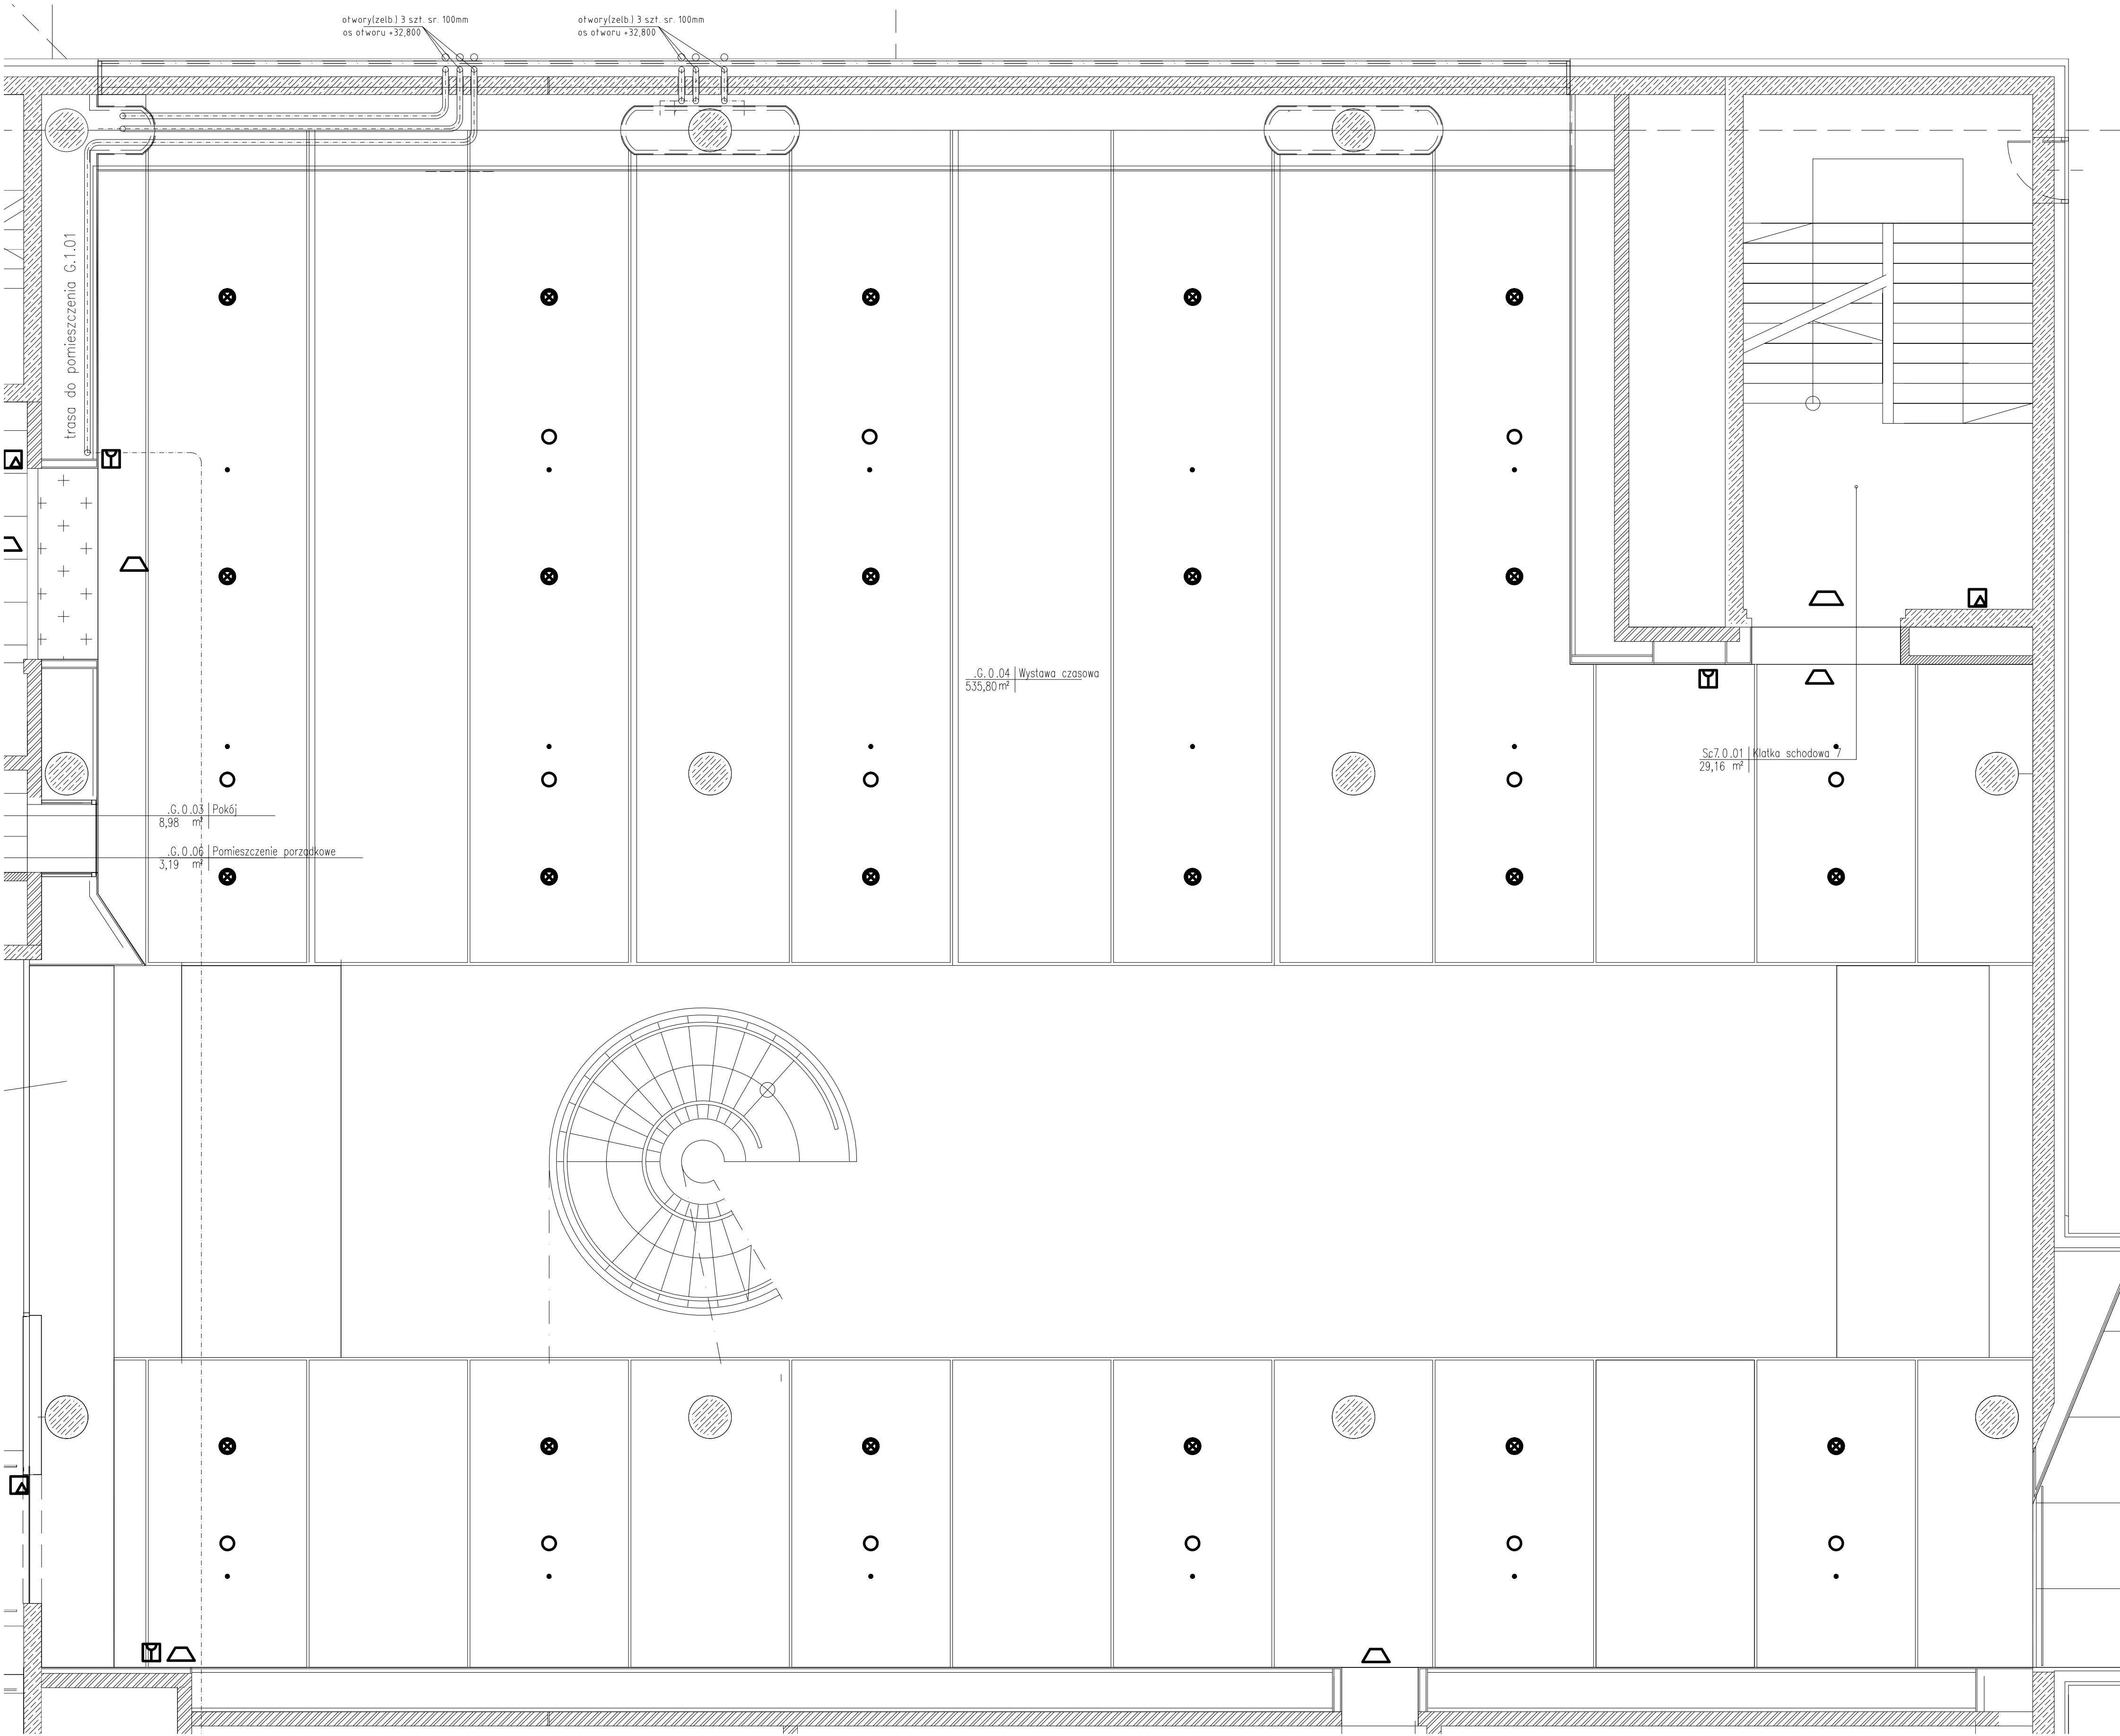 otwory(zelb.) 3 szt. sr. 100mm
os otworu +32,800
otwory(zelb.) 3 szt. sr. 100mm
os otworu +32,800
trasa do pomieszczenia G.1.01
.G.0.04 Wystawa czasowa
535,80 m²
Sc7.0.01 Klatka schodowa 7
29,16 m²
.G.0.03 Pokój
8,98 m²
.G.0.06 Pomieszczenie porządkowe
3,19 m²